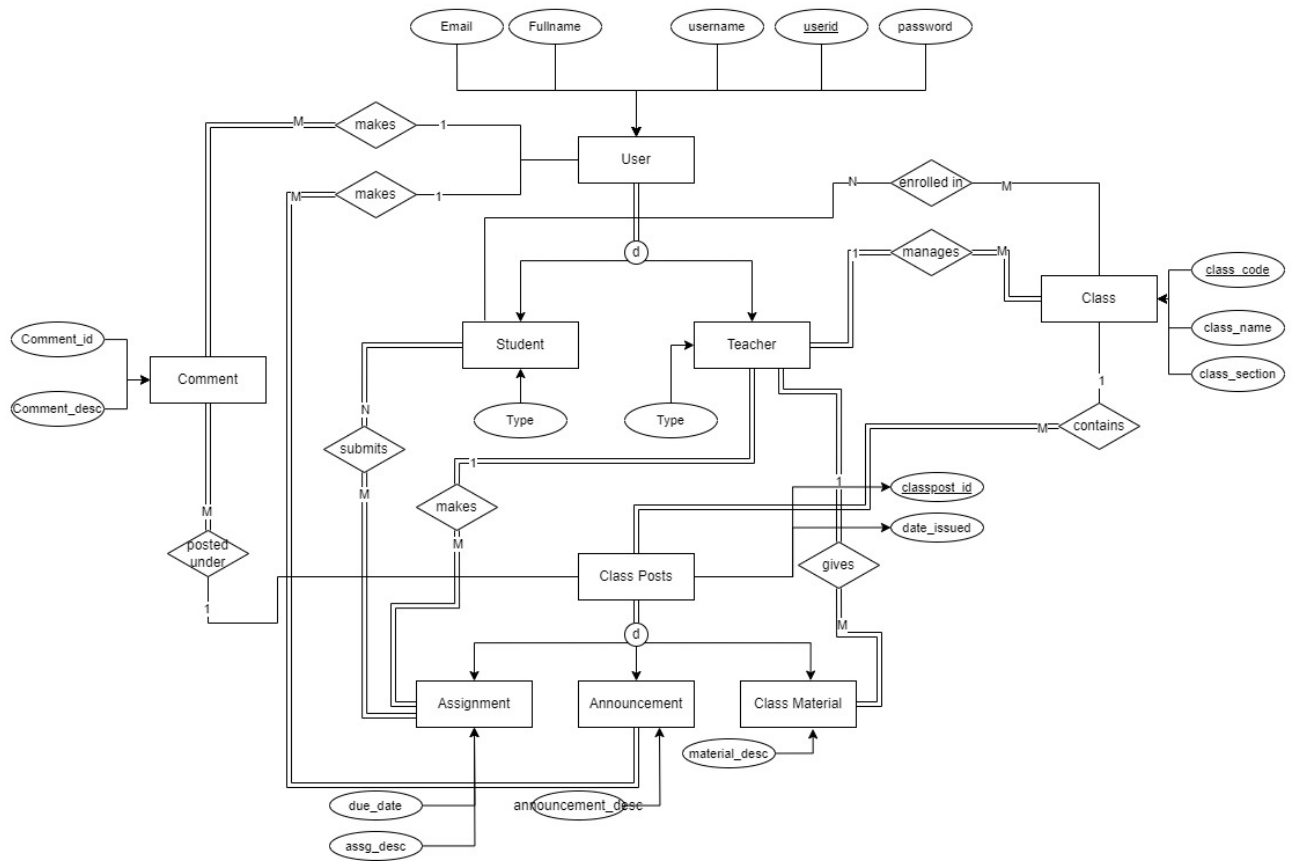 Email
Fullname
username
userid
password
M
makes
1
User
M
makes
1
N
enrolled in
M
d
1
manages
M
class_code
Class
class_name
class_section
Comment_id
Comment
Comment_desc
Student
Teacher
Type
Type
1
M
contains
N
submits
M
1
makes
M
1
classpost_id
date_issued
M
posted
under
1
Class Posts
gives
M
d
Assignment
Announcement
Class Material
material_desc
due_date
announcement_desc
assg_desc